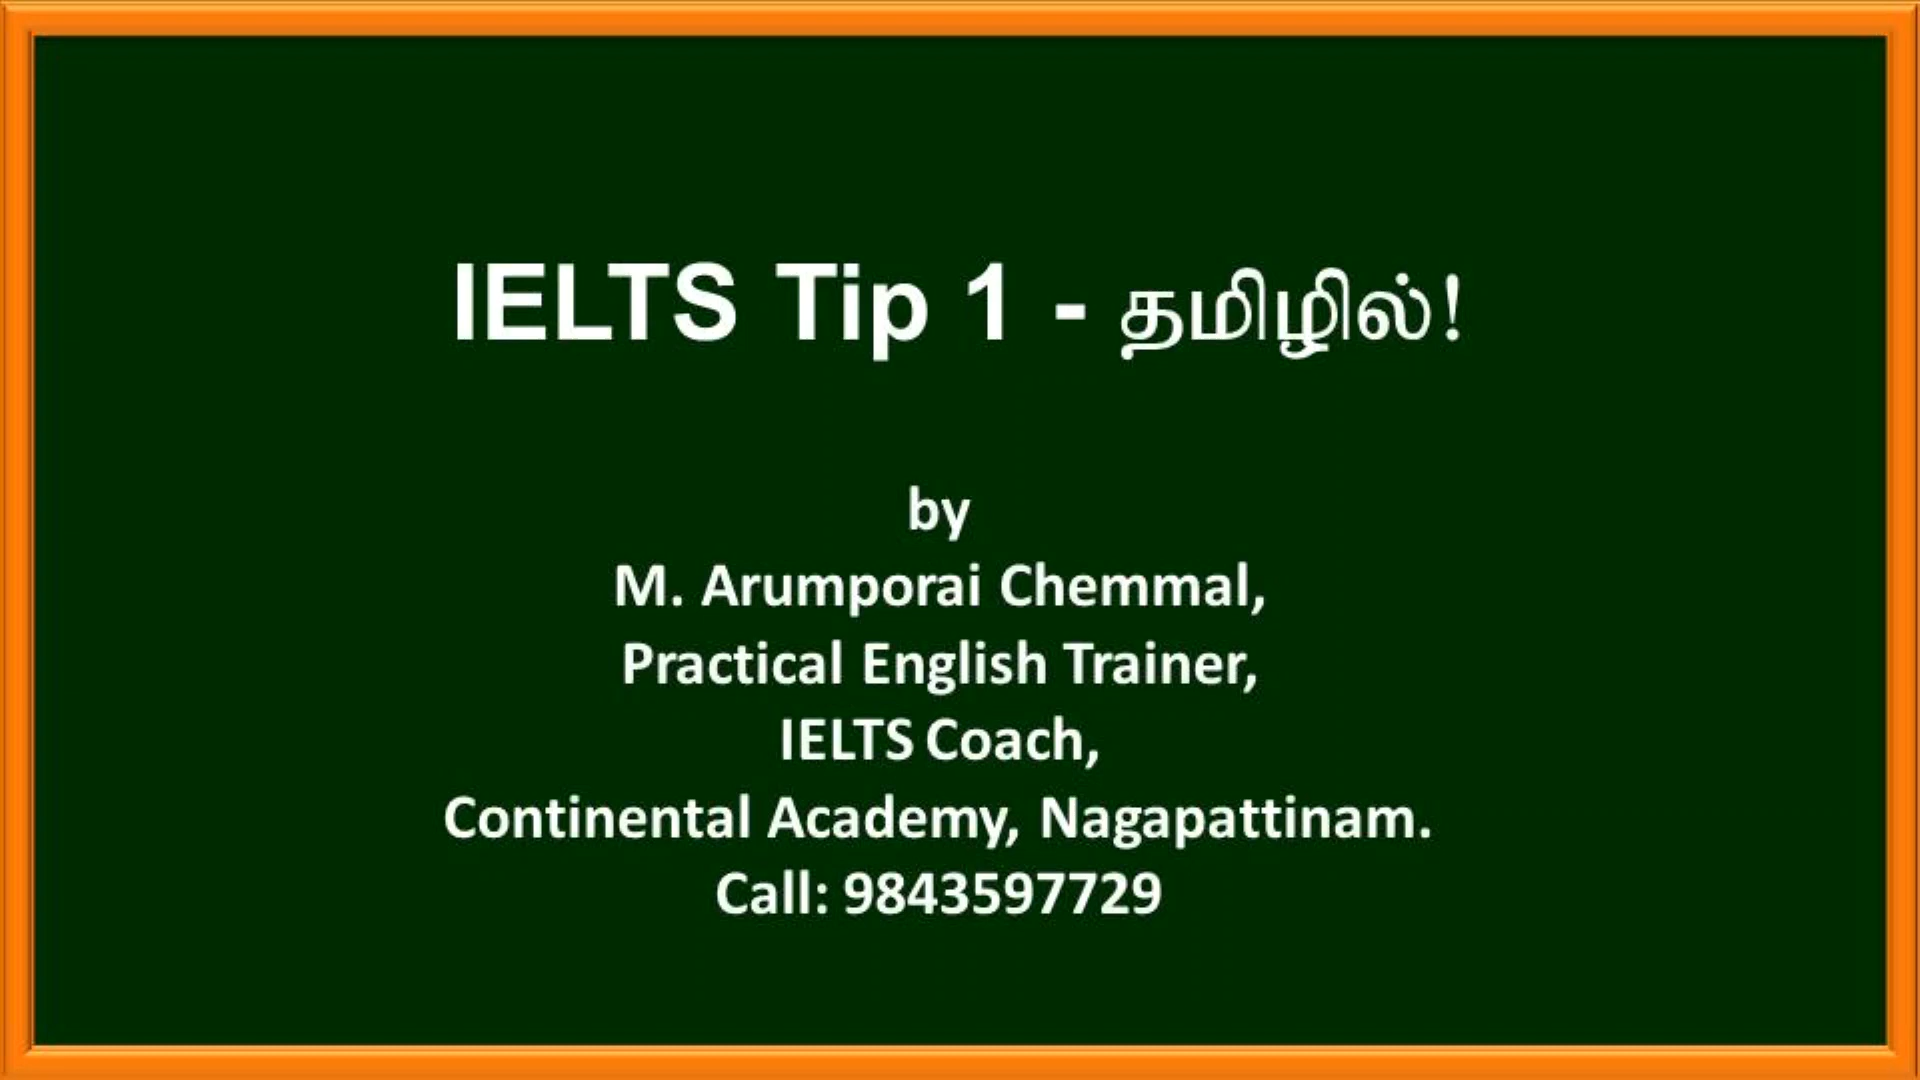 IELTS Tip 1 - தமிழில்!
by
M. Arumporai Chemmal,
Practical English Trainer,
IELTS Coach,
Continental Academy, Nagapattinam.
Call: 9843597729